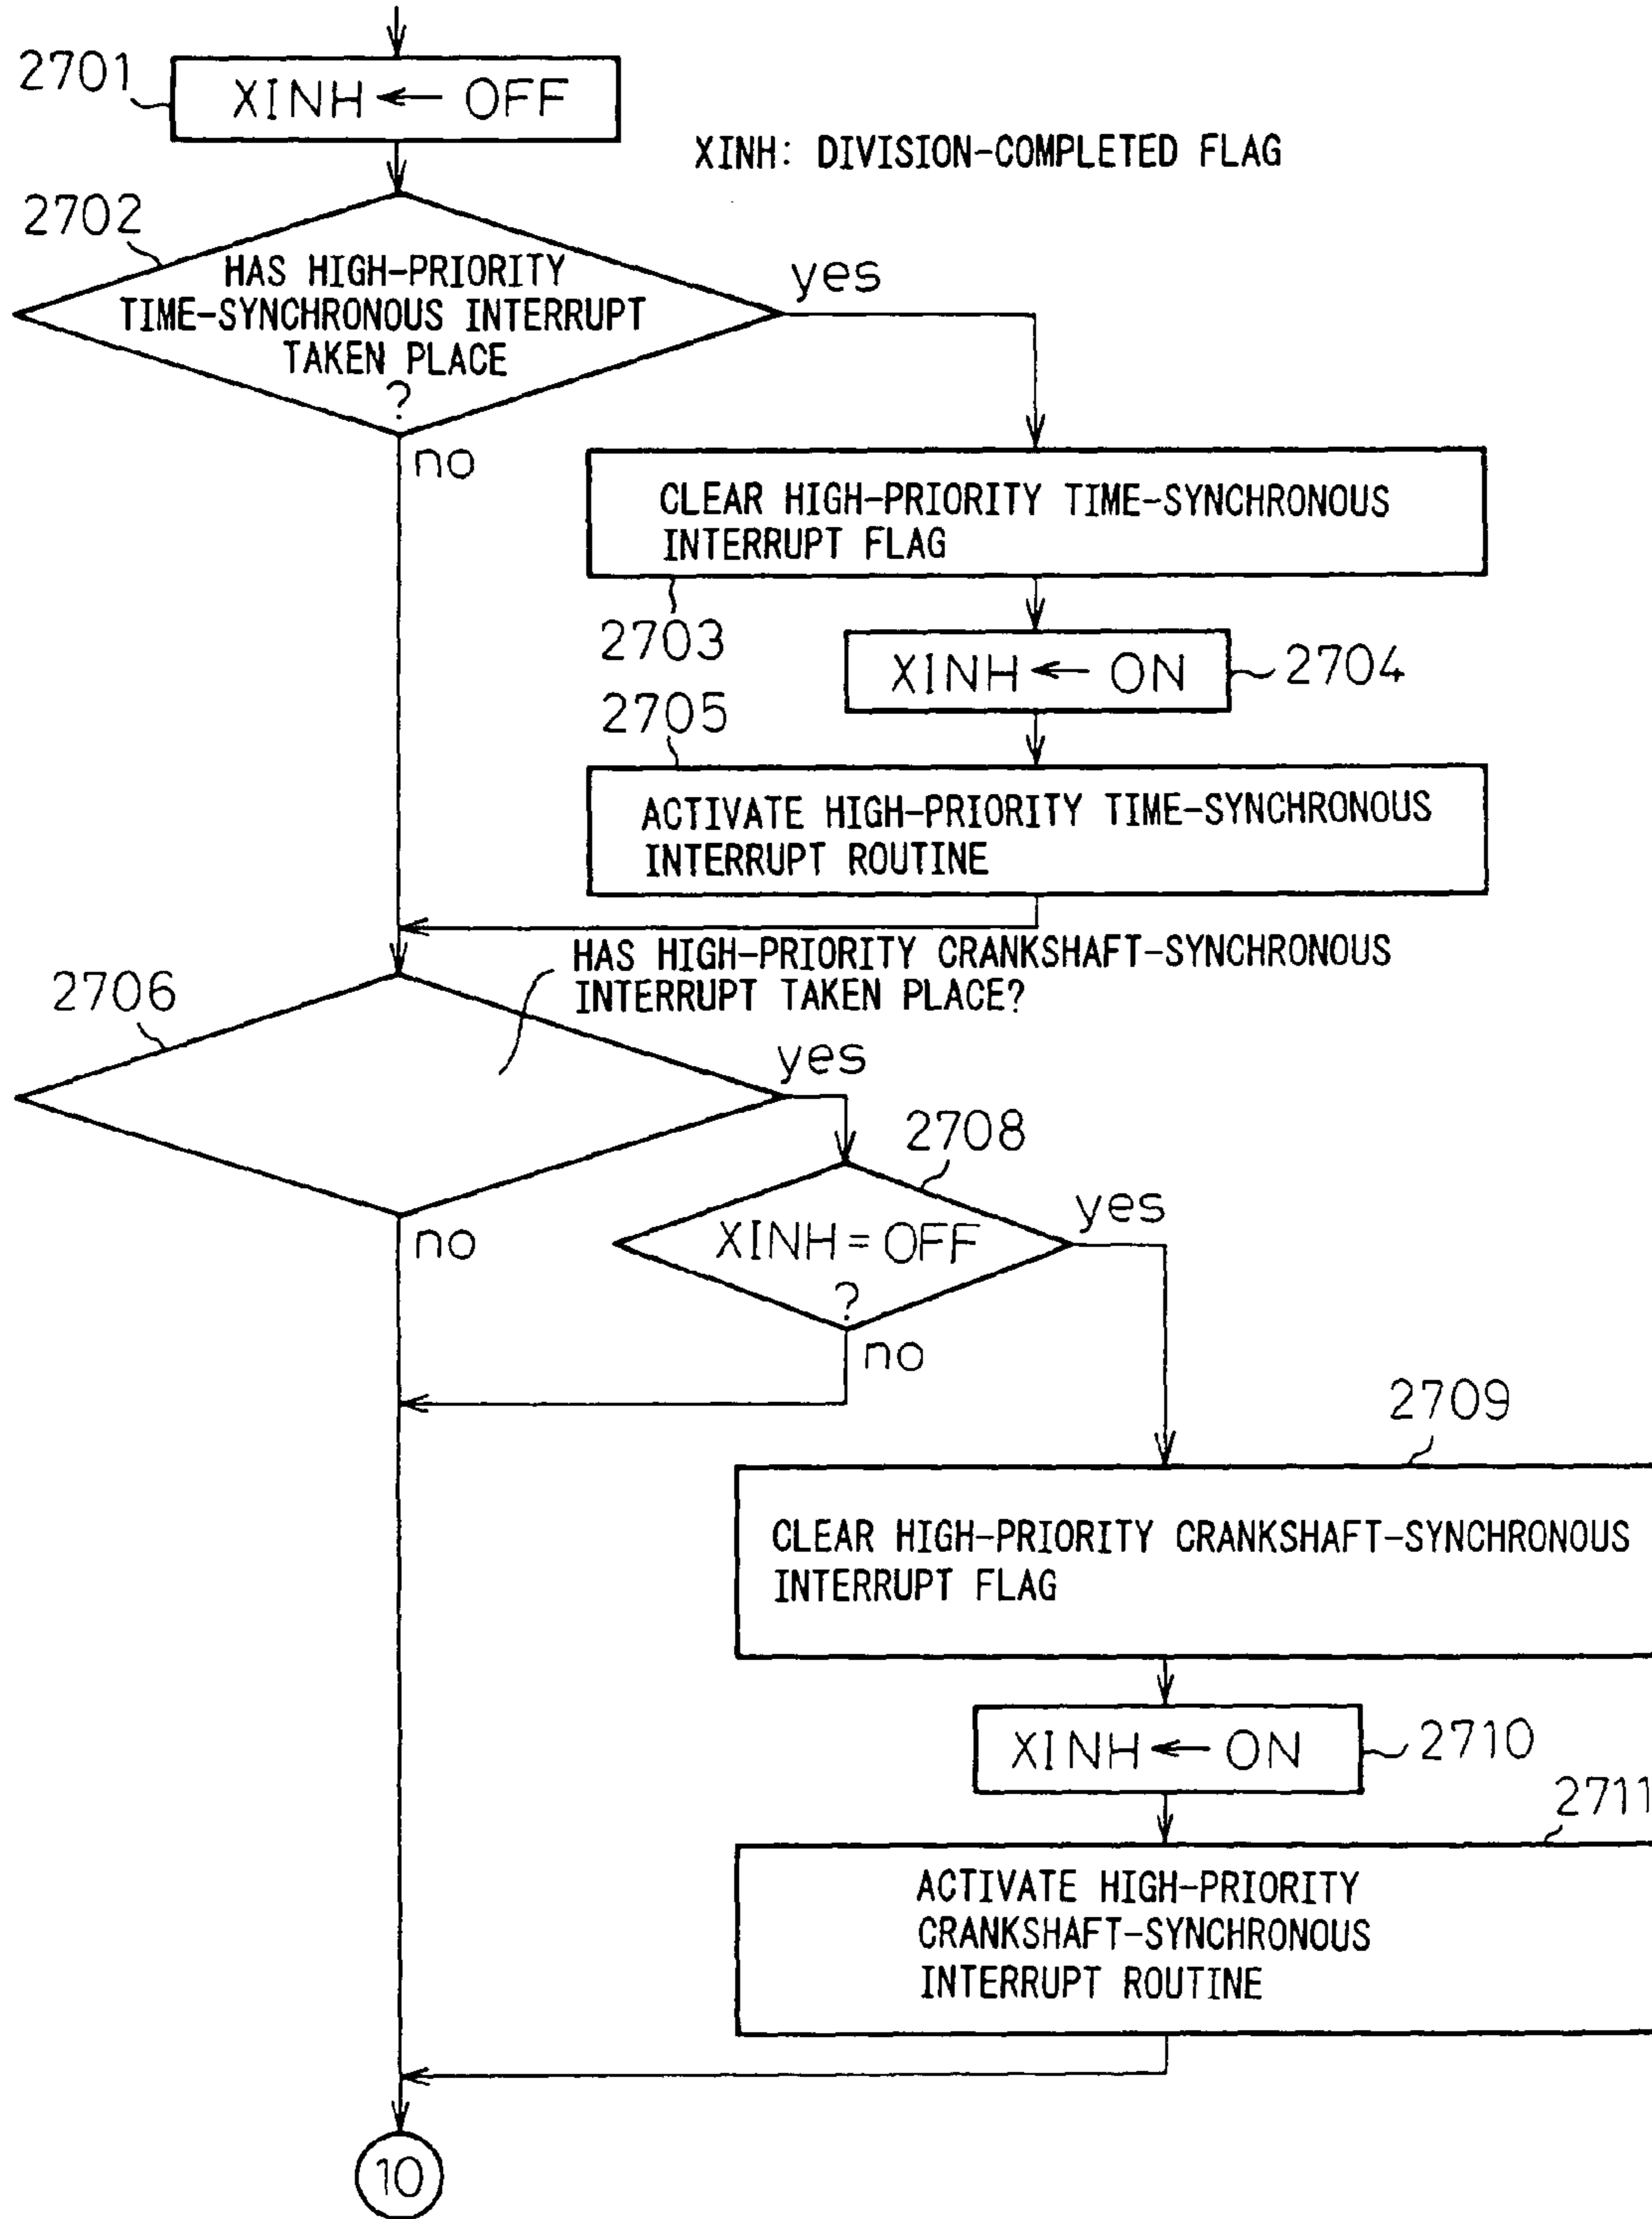 2701
XINH ← OFF
XINH: DIVISION-COMPLETED FLAG
2702
HAS HIGH-PRIORITY
TIME-SYNCHRONOUS INTERRUPT
TAKEN PLACE
?
yes
no
CLEAR HIGH-PRIORITY TIME-SYNCHRONOUS
INTERRUPT FLAG
2703
XINH ← ON
2704
2705
ACTIVATE HIGH-PRIORITY TIME-SYNCHRONOUS
INTERRUPT ROUTINE
HAS HIGH-PRIORITY CRANKSHAFT-SYNCHRONOUS
INTERRUPT TAKEN PLACE?
2706
yes
no
2708
XINH = OFF
?
yes
no
2709
CLEAR HIGH-PRIORITY CRANKSHAFT-SYNCHRONOUS
INTERRUPT FLAG
XINH ← ON
2710
2711
ACTIVATE HIGH-PRIORITY
CRANKSHAFT-SYNCHRONOUS
INTERRUPT ROUTINE
10